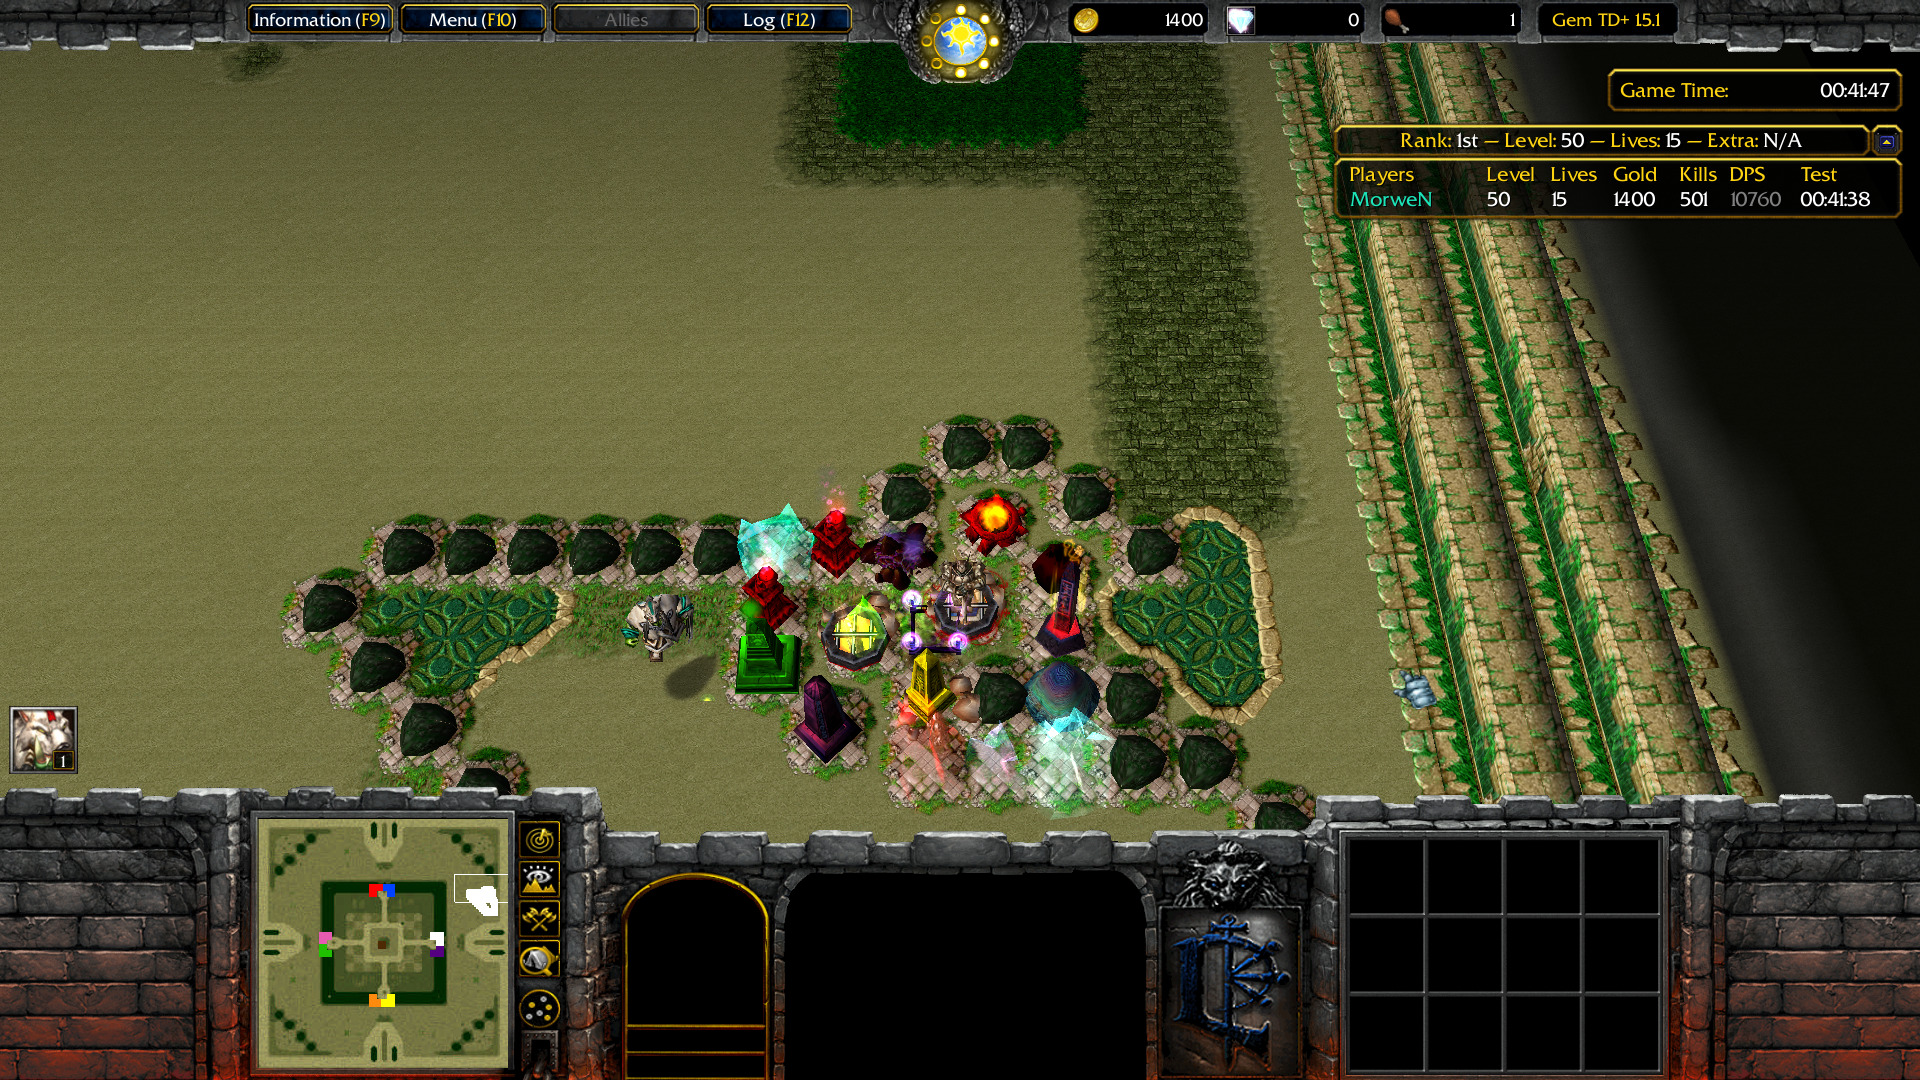 Information (F9) Menu (F10) Allies Log (F12) 1400 0 1 Gem TD+ 15.1
Game Time: 00:41:47
Rank: 1st – Level: 50 – Lives: 15 – Extra: N/A
Players Level Lives Gold Kills DPS Test
MorweN 50 15 1400 501 10760 00:41:38
1